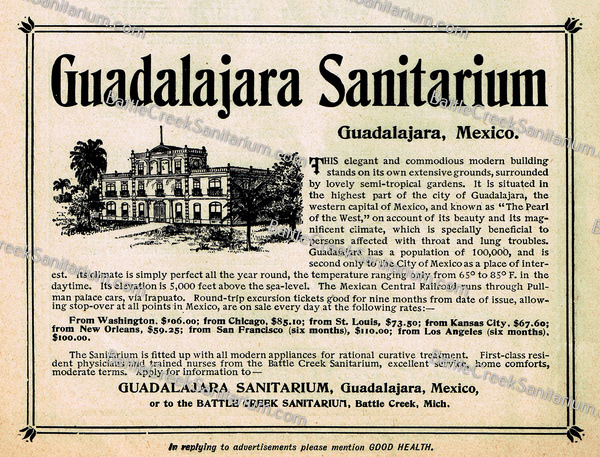 Guadalajara Sanitarium
Guadalajara, Mexico.
THIS elegant and commodious modern building
stands on its own extensive grounds, surrounded
by lovely semi-tropical gardens. It is situated in
the highest part of the city of Guadalajara, the
western capital of Mexico, and known as "The Pearl
of the West," on account of its beauty and its mag-
nificent climate, which is specially beneficial to
persons affected with throat and lung troubles.
Guadalajara has a population of 100,000, and is
second only to the City of Mexico as a place of inter-
est. Its climate is simply perfect all the year round, the temperature ranging only from 65° to 85° F. in the
daytime. Its elevation is 5,000 feet above the sea-level. The Mexican Central Railroad runs through Pull-
man palace cars, via Irapuato. Round-trip excursion tickets good for nine months from date of issue, allow-
ing stop-over at all points in Mexico, are on sale every day at the following rates:—
From Washington, $106.00; from Chicago, $85.10; from St. Louis, $73.50; from Kansas City, $67.60;
from New Orleans, $59.25; from San Francisco (six months), $110.00; from Los Angeles (six months),
$100.00.
The Sanitarium is fitted up with all modern appliances for rational curative treatment. First-class resi-
dent physicians and trained nurses from the Battle Creek Sanitarium, excellent service, home comforts,
moderate terms. Apply for information to—
GUADALAJARA SANITARIUM, Guadalajara, Mexico,
or to the BATTLE CREEK SANITARIUM, Battle Creek, Mich.
In replying to advertisements please mention GOOD HEALTH.
BattleCreekSanitarium.com